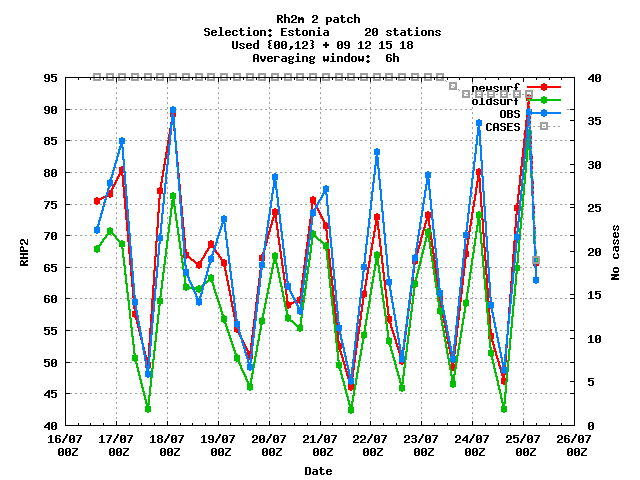 Rh2m 2 patch
Selection: Estonia     20 stations
Used {00,12} + 09 12 15 18
Averaging window:  6h
95 40
newsurf
oldsurf
OBS
CASES
90
85
80
75
70
65
60
55
50
45
40
35
30
25
20
15
10
5
0
RHP2
No cases
16/07 17/07 18/07 19/07 20/07 21/07 22/07 23/07 24/07 25/07 26/07
00Z 00Z 00Z 00Z 00Z 00Z 00Z 00Z 00Z 00Z 00Z
Date